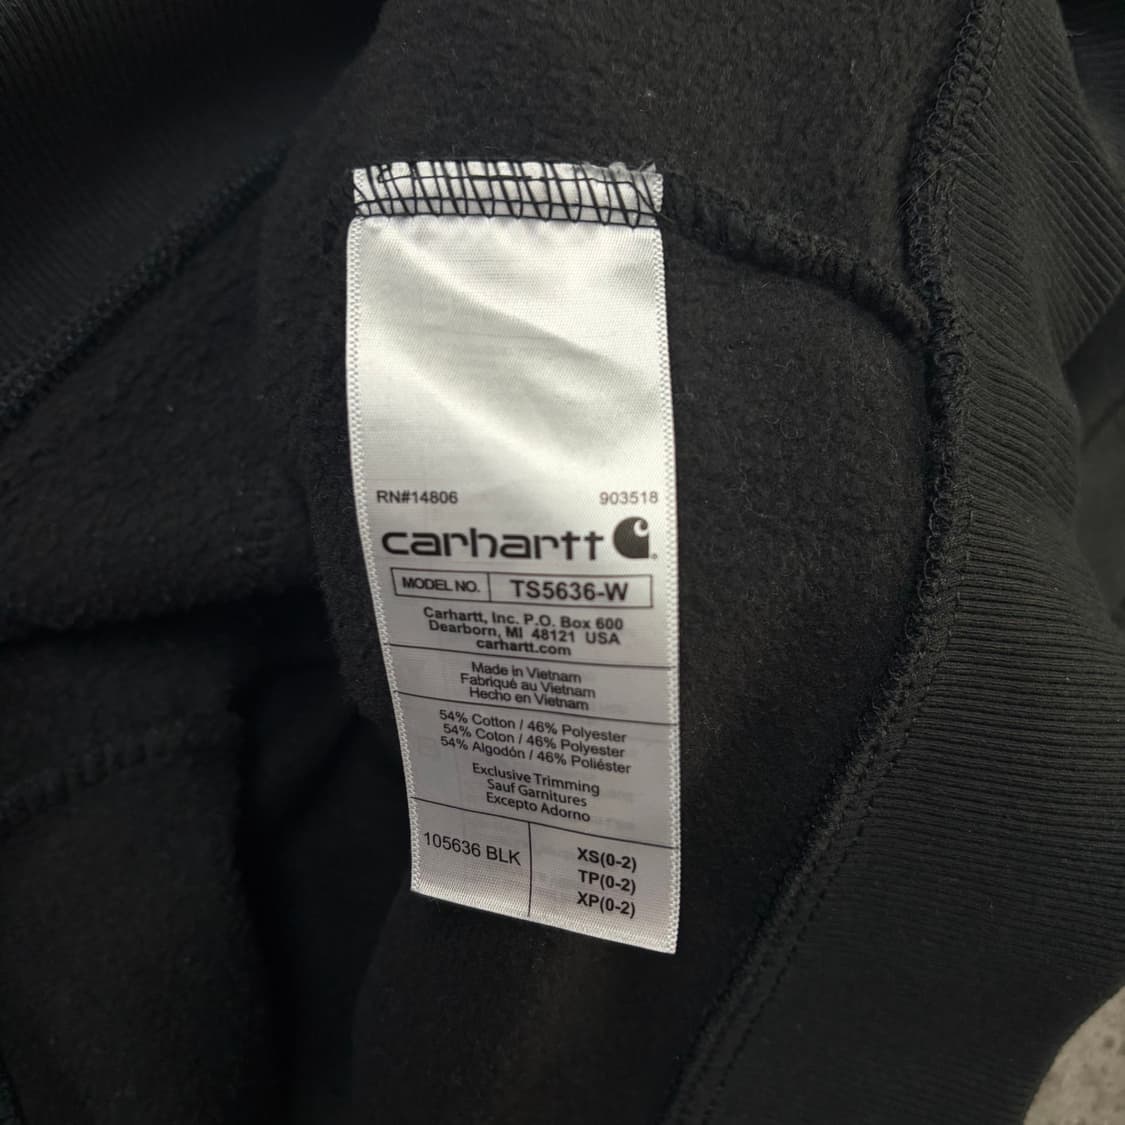 RN#14806 903518
carhartt
MODEL NO. TS5636-W
Carhartt, Inc. P.O. Box 600
Dearborn, MI 48121 USA
carhartt.com
Made in Vietnam
Fabriqué au Vietnam
Hecho en Vietnam
54% Cotton / 46% Polyester
54% Coton / 46% Polyester
54% Algodón / 46% Poliéster
Exclusive Trimming
Sauf Garnitures
Excepto Adorno
105636 BLK
XS(0-2)
TP(0-2)
XP(0-2)